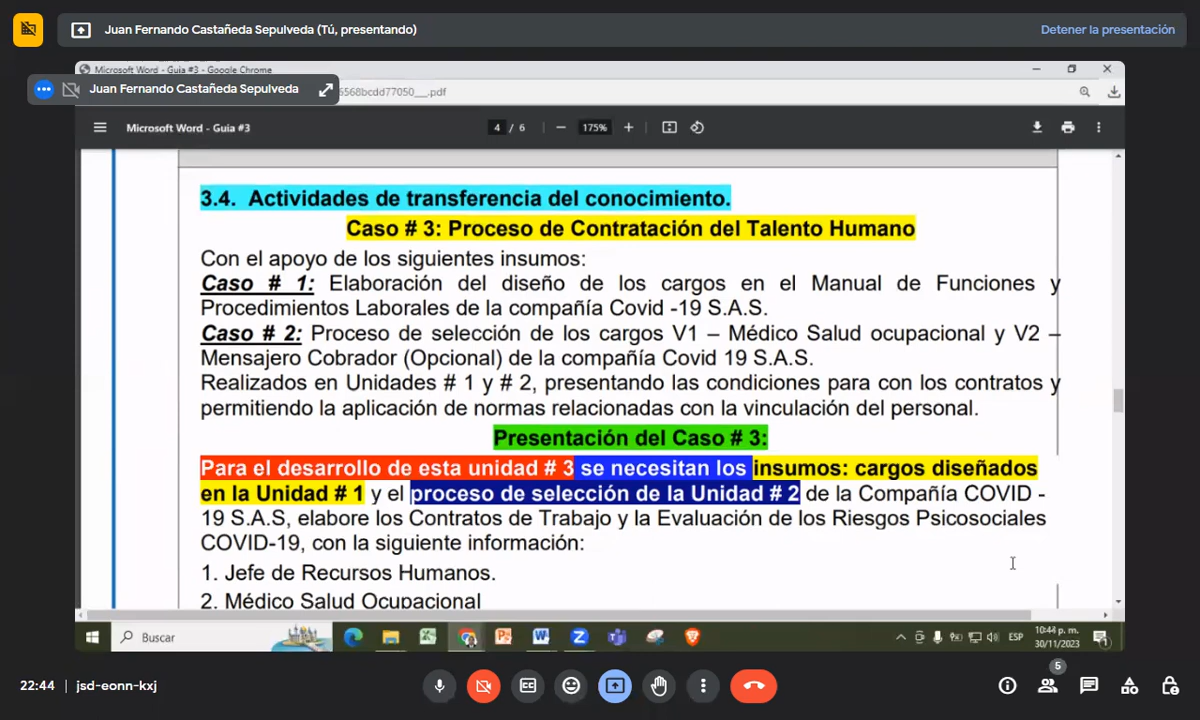 Juan Fernando Castañeda Sepulveda (Tú, presentando)
Detener la presentación
Microsoft Word - Guia #3 - Google Chrome
Juan Fernando Castañeda Sepulveda
6568bcdd77050__.pdf
Microsoft Word - Guia #3
4 / 6
175%
3.4. Actividades de transferencia del conocimiento.
Caso # 3: Proceso de Contratación del Talento Humano
Con el apoyo de los siguientes insumos:
Caso # 1: Elaboración del diseño de los cargos en el Manual de Funciones y
Procedimientos Laborales de la compañía Covid -19 S.A.S.
Caso # 2: Proceso de selección de los cargos V1 – Médico Salud ocupacional y V2 –
Mensajero Cobrador (Opcional) de la compañía Covid 19 S.A.S.
Realizados en Unidades # 1 y # 2, presentando las condiciones para con los contratos y
permitiendo la aplicación de normas relacionadas con la vinculación del personal.
Presentación del Caso # 3:
Para el desarrollo de esta unidad # 3 se necesitan los insumos: cargos diseñados
en la Unidad # 1 y el proceso de selección de la Unidad # 2 de la Compañía COVID -
19 S.A.S, elabore los Contratos de Trabajo y la Evaluación de los Riesgos Psicosociales
COVID-19, con la siguiente información:
1. Jefe de Recursos Humanos.
2. Médico Salud Ocupacional
Buscar
ESP
10:44 p. m.
30/11/2023
1
22:44 | jsd-eonn-kxj
5